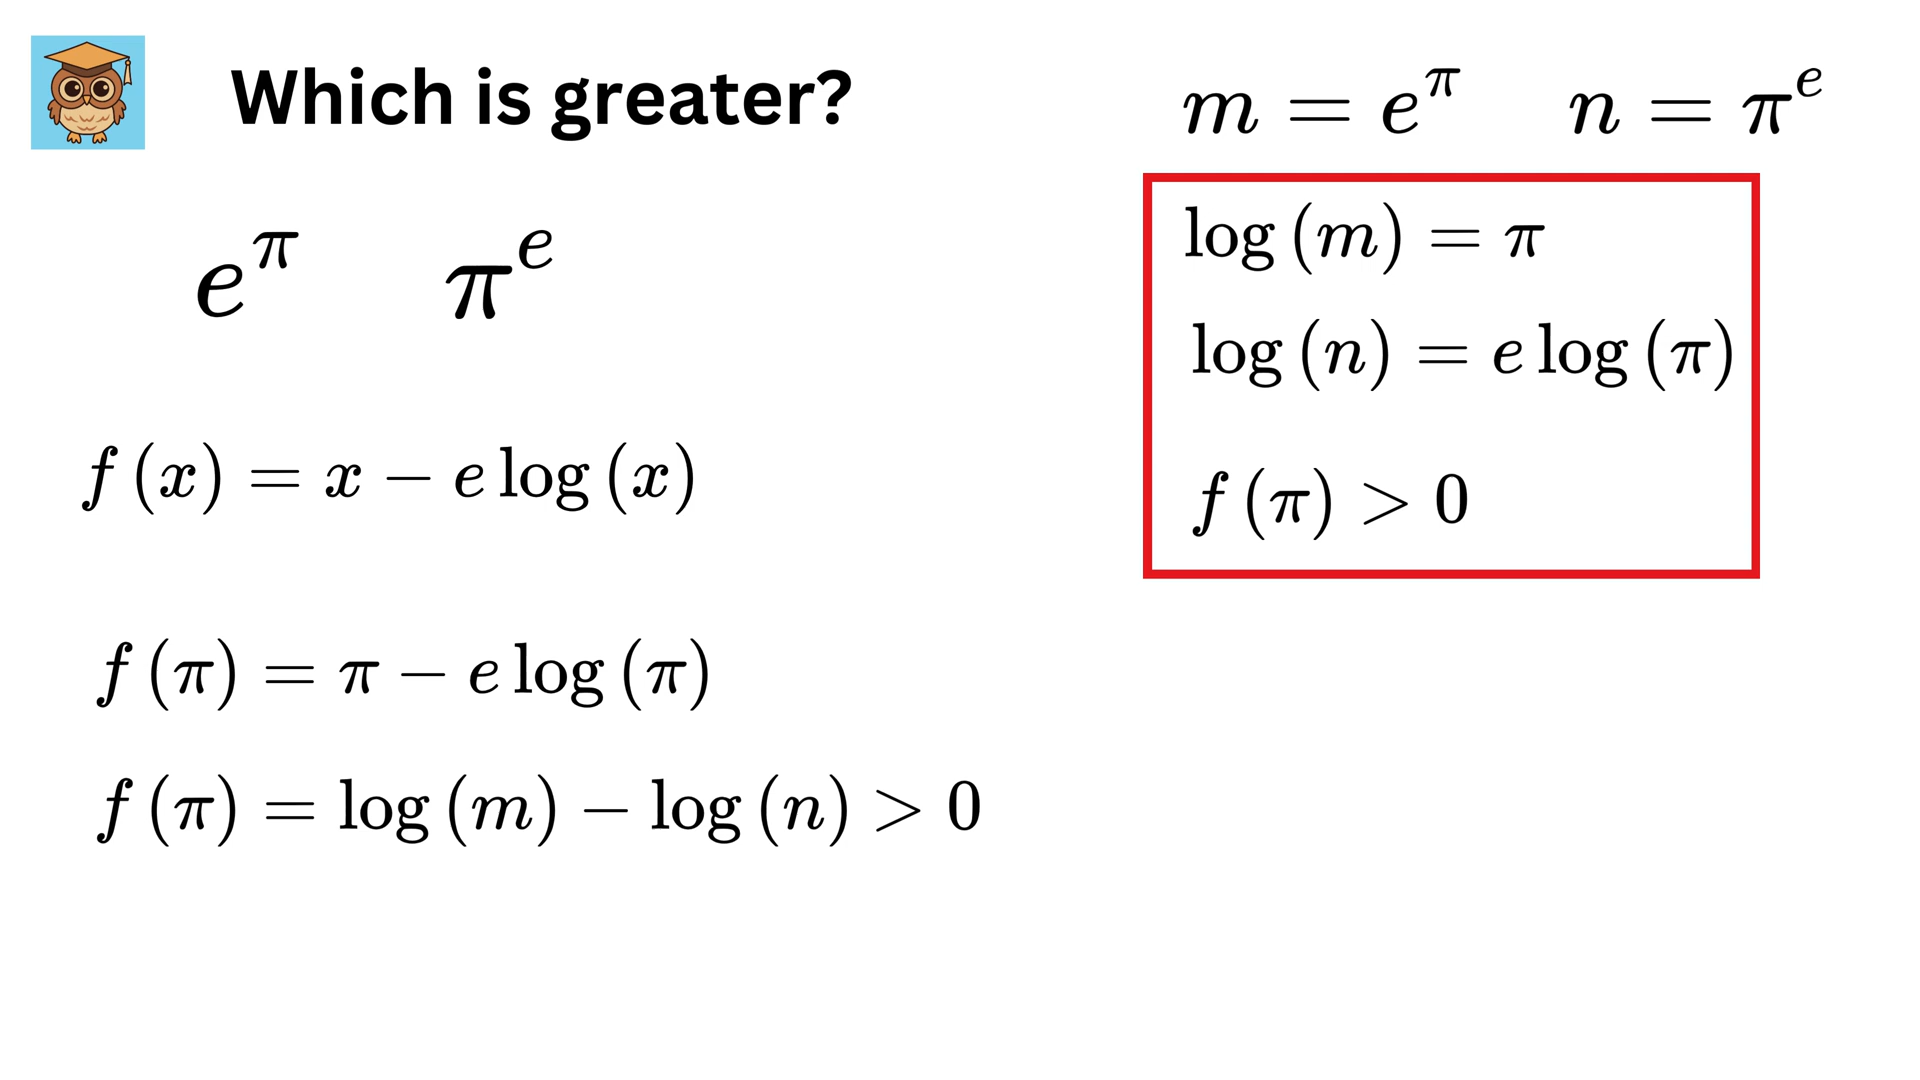 Which is greater?
m = e^π    n = π^e
e^π    π^e
log(m) = π
log(n) = e log(π)
f(π) > 0
f(x) = x − e log(x)
f(π) = π − e log(π)
f(π) = log(m) − log(n) > 0